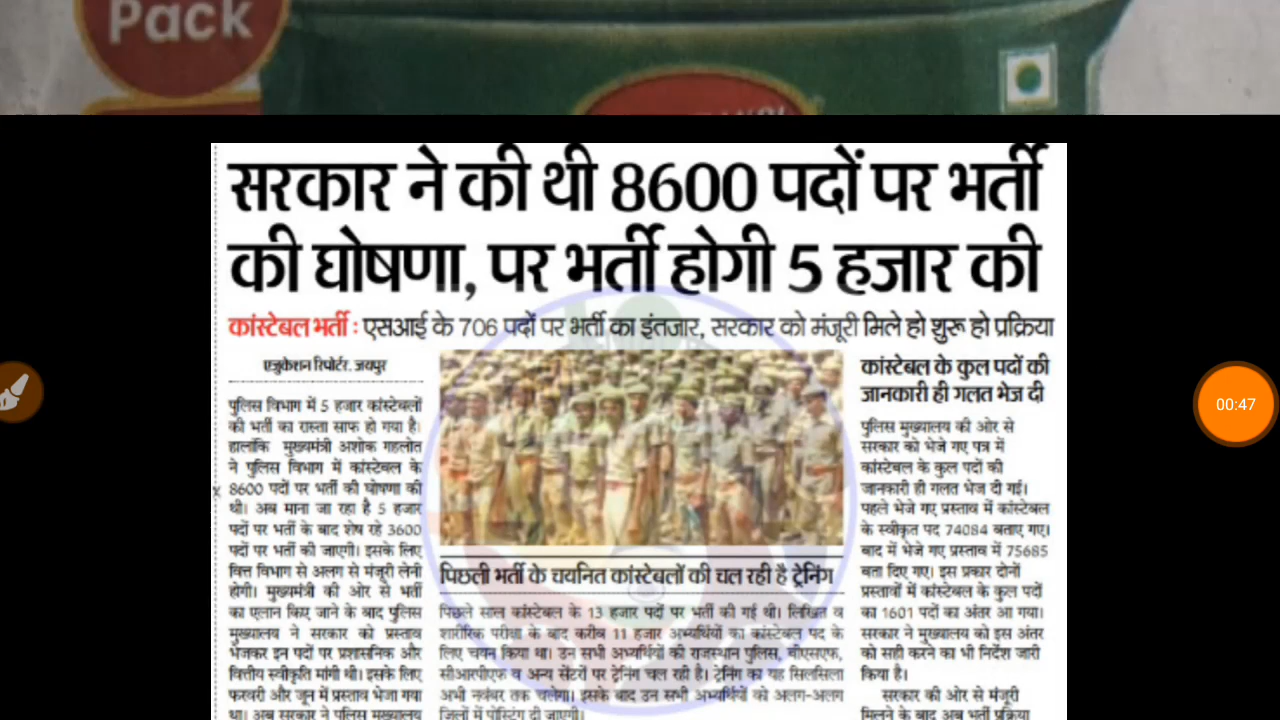 Pack
सरकार ने की थी 8600 पदों पर भर्ती
की घोषणा, पर भर्ती होगी 5 हजार की
कांस्टेबल भर्ती : एसआई के 706 पदों पर भर्ती का इंतजार, सरकार को मंजूरी मिले हो शुरू हो प्रक्रिया
एजुकेशन रिपोर्टर. जयपुर
पुलिस विभाग में 5 हजार कांस्टेबलों
की भर्ती का रास्ता साफ हो गया है।
हालांकि मुख्यमंत्री अशोक गहलोत
ने पुलिस विभाग में कांस्टेबल के
8600 पदों पर भर्ती की घोषणा की
थी। अब माना जा रहा है 5 हजार
पदों पर भर्ती के बाद शेष रहे 3600
पदों पर भर्ती की जाएगी। इसके लिए
वित्त विभाग से अलग से मंजूरी लेनी
होगी। मुख्यमंत्री की ओर से भर्ती
का एलान किए जाने के बाद पुलिस
मुख्यालय ने सरकार को प्रस्ताव
भेजकर इन पदों पर प्रशासनिक और
वित्तीय स्वीकृति मांगी थी। इसके लिए
फरवरी और जून में प्रस्ताव भेजा गया
था। अब सरकार ने पुलिस मुख्यालय
पिछली भर्ती के चयनित कांस्टेबलों की चल रही है ट्रेनिंग
पिछले साल कांस्टेबल के 13 हजार पदों पर भर्ती की गई थी। लिखित व
शारीरिक परीक्षा के बाद करीब 11 हजार अभ्यर्थियों का कांस्टेबल पद के
लिए चयन किया था। उन सभी अभ्यर्थियों की राजस्थान पुलिस, बीएसएफ,
सीआरपीएफ व अन्य सेंटरों पर ट्रेनिंग चल रही है। ट्रेनिंग का यह सिलसिला
अभी नवंबर तक चलेगा। इसके बाद उन सभी अभ्यर्थियों को अलग-अलग
जिलों में पोस्टिंग दी जाएगी।
कांस्टेबल के कुल पदों की
जानकारी ही गलत भेज दी
पुलिस मुख्यालय की ओर से
सरकार को भेजे गए पत्र में
कांस्टेबल के कुल पदों की
जानकारी ही गलत भेज दी गई।
पहले भेजे गए प्रस्ताव में कांस्टेबल
के स्वीकृत पद 74084 बताए गए।
बाद में भेजे गए प्रस्ताव में 75685
बता दिए गए। इस प्रकार दोनों
प्रस्तावों में कांस्टेबल के कुल पदों
का 1601 पदों का अंतर आ गया।
सरकार ने मुख्यालय को इस अंतर
को सही करने का भी निर्देश जारी
किया है।
सरकार की ओर से मंजूरी
मिलने के बाद अब भर्ती प्रक्रिया
00:47